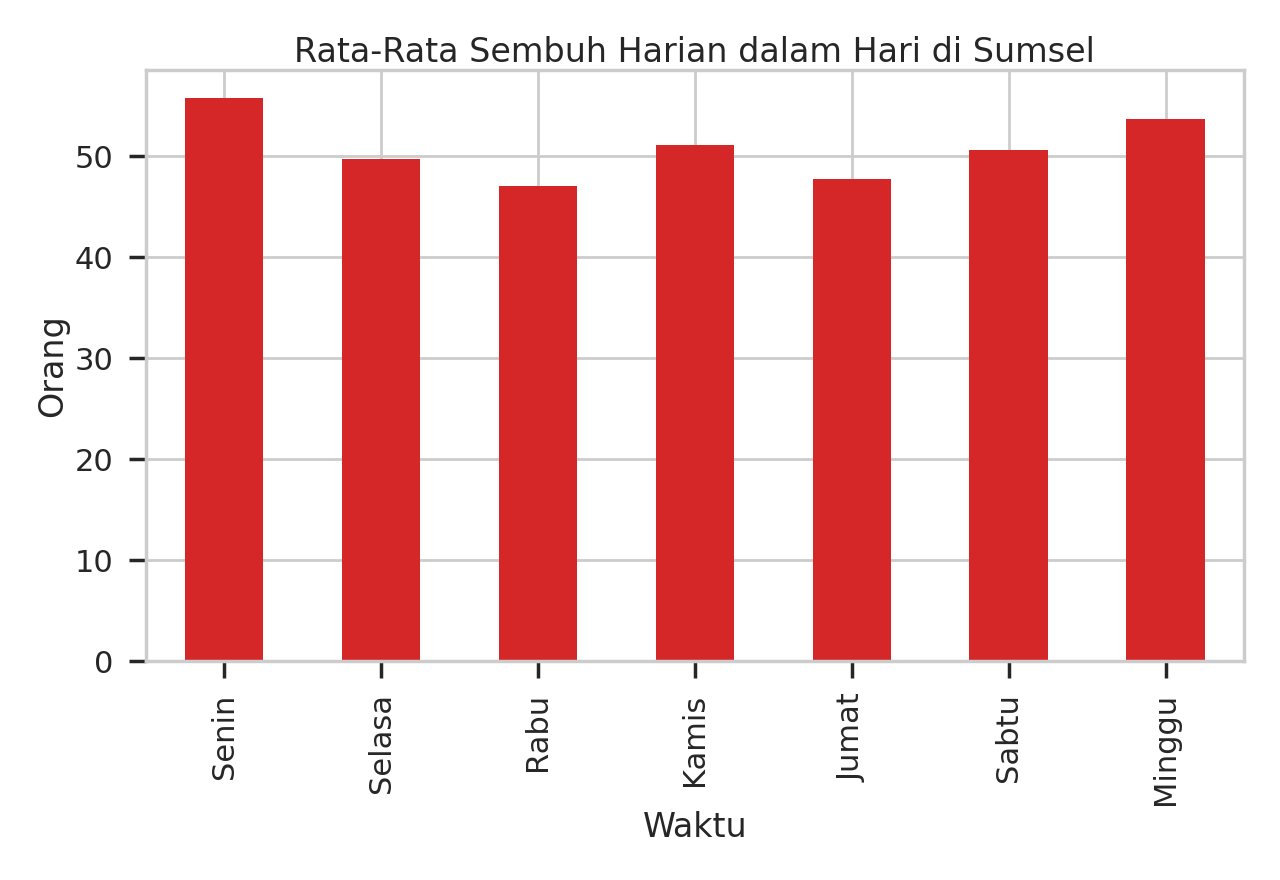 Rata-Rata Sembuh Harian dalam Hari di Sumsel
Orang
50
40
30
20
10
0
Senin
Selasa
Rabu
Kamis
Jumat
Sabtu
Minggu
Waktu